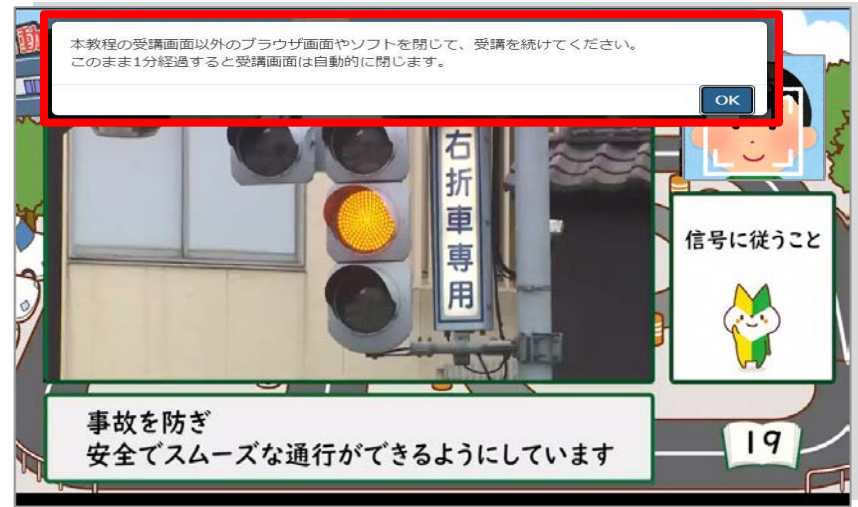 本教程の受講画面以外のブラウザ画面やソフトを閉じて、受講を続けてください。
このまま1分経過すると受講画面は自動的に閉じます。
OK
動
右折車専用
信号に従うこと
事故を防ぎ
安全でスムーズな通行ができるようにしています
19